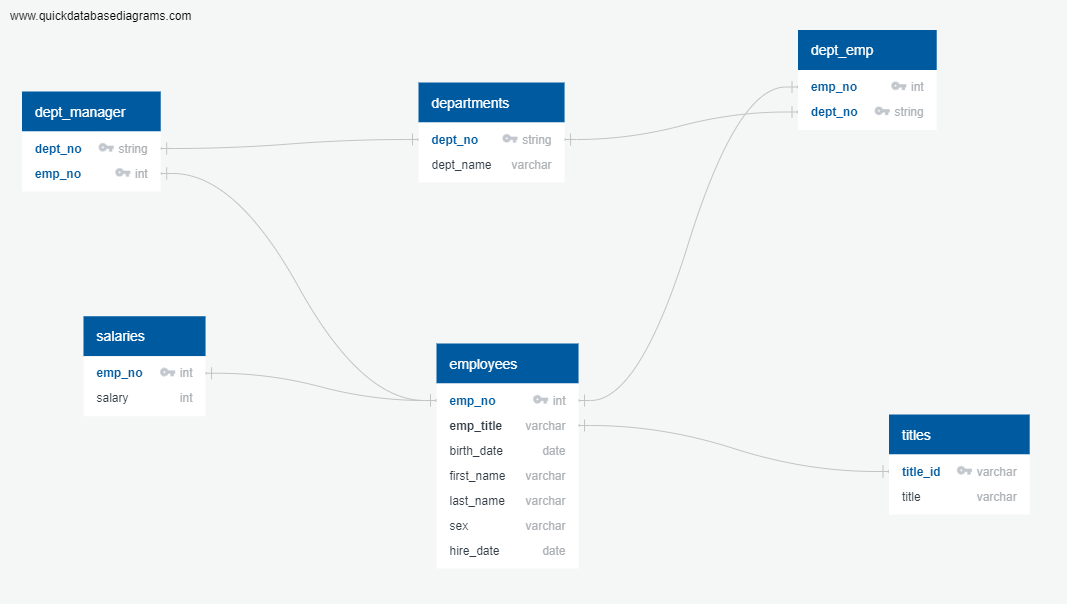 www.quickdatabasediagrams.com
dept_manager
dept_no string
emp_no int
departments
dept_no string
dept_name varchar
dept_emp
emp_no int
dept_no string
salaries
emp_no int
salary int
employees
emp_no int
emp_title varchar
birth_date date
first_name varchar
last_name varchar
sex varchar
hire_date date
titles
title_id varchar
title varchar